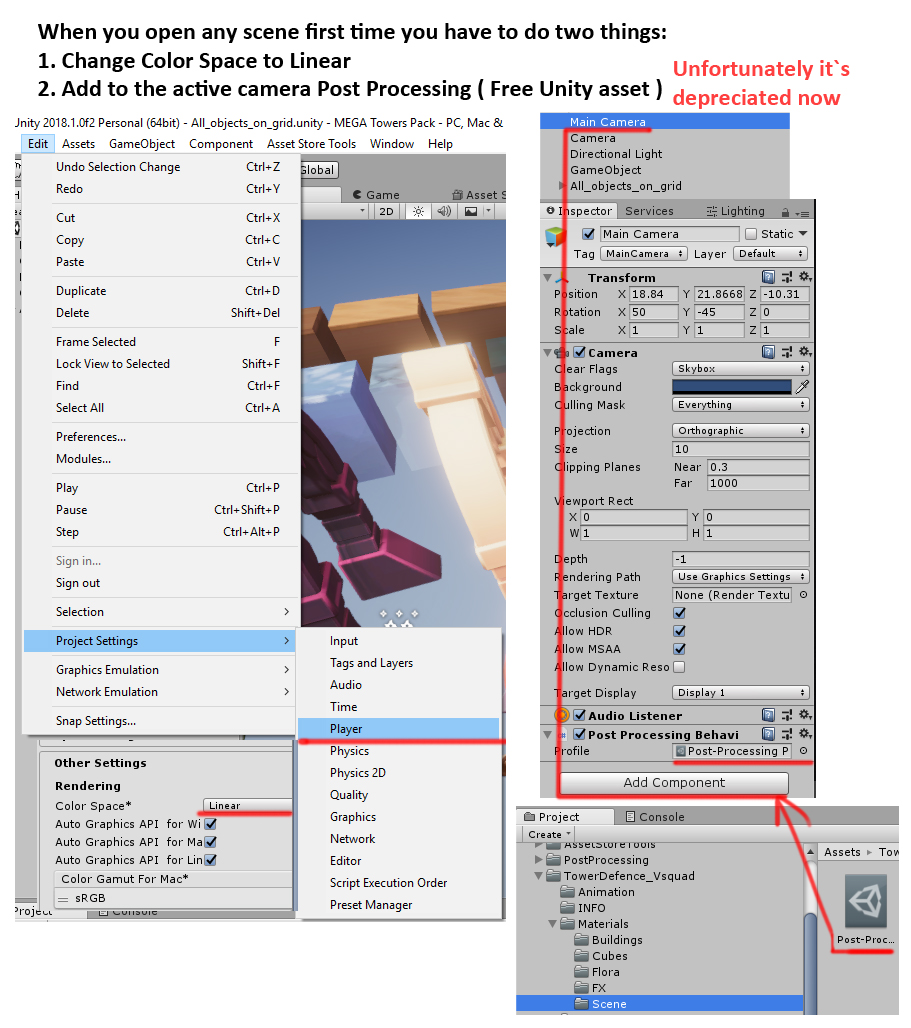 When you open any scene first time you have to do two things:
1. Change Color Space to Linear
2. Add to the active camera Post Processing ( Free Unity asset )
Unfortunately it`s
depreciated now
Unity 2018.1.0f2 Personal (64bit) - All_objects_on_grid.unity - MEGA Towers Pack - PC, Mac &
Edit Assets GameObject Component Asset Store Tools Window Help
Undo Selection Change Ctrl+Z
Redo Ctrl+Y
Cut Ctrl+X
Copy Ctrl+C
Paste Ctrl+V
Duplicate Ctrl+D
Delete Shift+Del
Frame Selected F
Lock View to Selected Shift+F
Find Ctrl+F
Select All Ctrl+A
Preferences...
Modules...
Play Ctrl+P
Pause Ctrl+Shift+P
Step Ctrl+Alt+P
Sign in...
Sign out
Selection
Project Settings
Graphics Emulation
Network Emulation
Snap Settings...
Global
Game Asset S
2D
Input
Tags and Layers
Audio
Time
Player
Physics
Physics 2D
Quality
Graphics
Network
Editor
Script Execution Order
Preset Manager
Other Settings
Rendering
Color Space* Linear
Auto Graphics API for Wi
Auto Graphics API for Ma
Auto Graphics API for Lin
Color Gamut For Mac*
sRGB
Project Console
Main Camera
Camera
Directional Light
GameObject
All_objects_on_grid
Inspector Services Lighting
Main Camera Static
Tag MainCamera Layer Default
Transform
Position X 18.84 Y 21.8668 Z -10.31
Rotation X 50 Y -45 Z 0
Scale X 1 Y 1 Z 1
Camera
Clear Flags Skybox
Background
Culling Mask Everything
Projection Orthographic
Size 10
Clipping Planes Near 0.3
Far 1000
Viewport Rect
X 0 Y 0
W 1 H 1
Depth -1
Rendering Path Use Graphics Settings
Target Texture None (Render Textu
Occlusion Culling
Allow HDR
Allow MSAA
Allow Dynamic Reso
Target Display Display 1
Audio Listener
Post Processing Behavi
Profile Post-Processing P
Add Component
Project Console
Create
AssetStoreTools
PostProcessing
TowerDefence_Vsquad
Animation
INFO
Materials
Buildings
Cubes
Flora
FX
Scene
Assets Tow
Post-Proc...